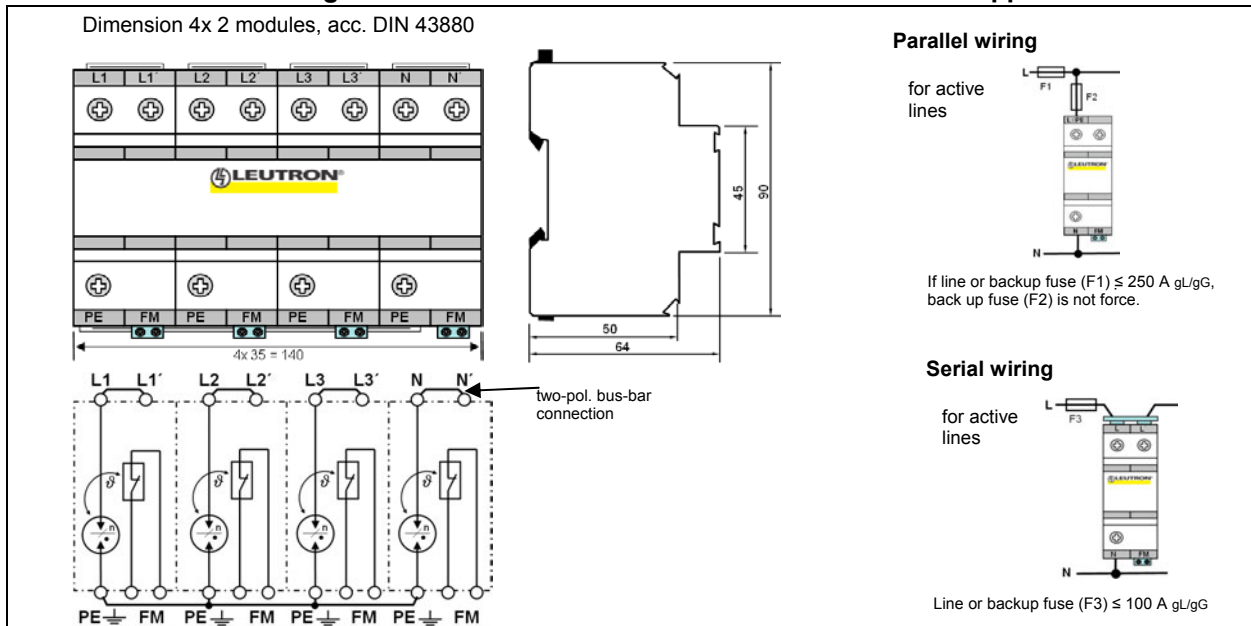 Dimension 4x 2 modules, acc. DIN 43880
L1 L1´ L2 L2´ L3 L3´ N N´
LEUTRON®
PE FM PE FM PE FM PE FM
4x 35 = 140
45
90
50
64
L1 L1´ L2 L2´ L3 L3´ N N´
two-pol. bus-bar
connection
ϑ ϑ ϑ ϑ
n n n n
PE FM PE FM PE FM PE FM
Parallel wiring
for active
lines
L
F1
F2
LEUTRON
N FM
N
If line or backup fuse (F1) ≤ 250 A gL/gG,
back up fuse (F2) is not force.
Serial wiring
for active
lines
L
F3
L L
LEUTRON
N FM
N
Line or backup fuse (F3) ≤ 100 A gL/gG